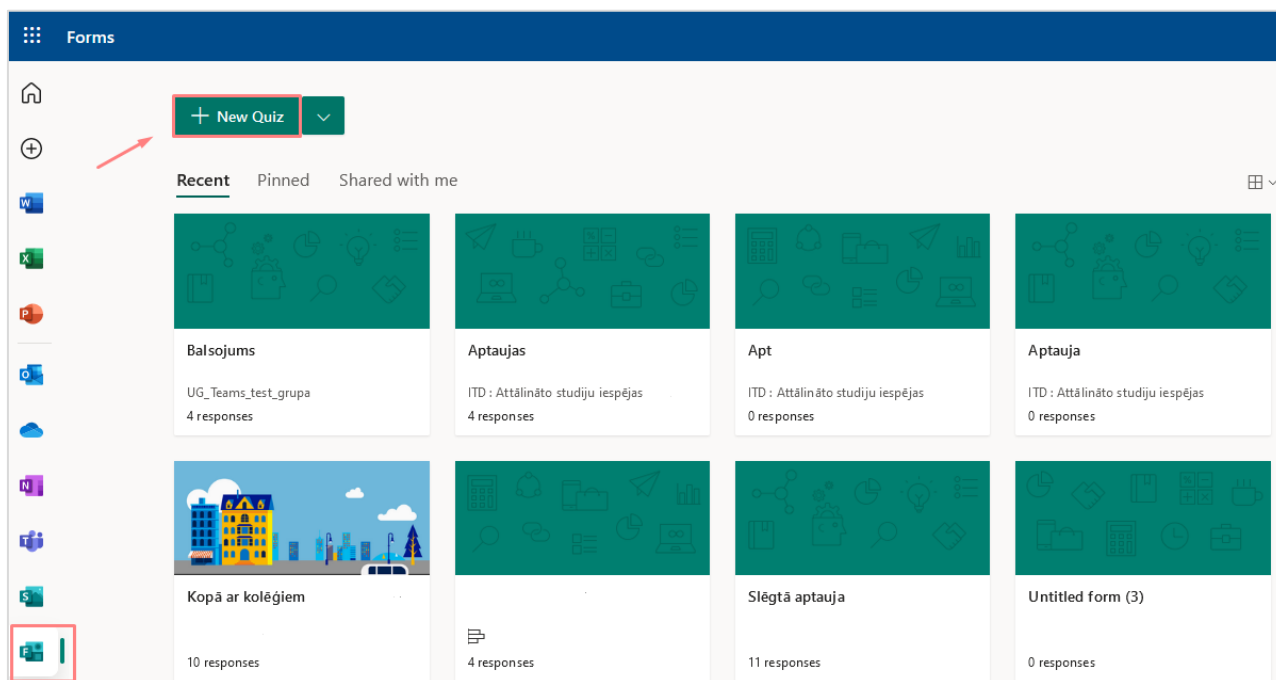 Forms
New Quiz
Recent Pinned Shared with me
Balsojums
UG_Teams_test_grupa
4 responses
Aptaujas
ITD : Attālināto studiju iespējas
4 responses
Apt
ITD : Attālināto studiju iespējas
0 responses
Aptauja
ITD : Attālināto studiju iespējas
0 responses
Kopā ar kolēģiem
10 responses
4 responses
Slēgtā aptauja
11 responses
Untitled form (3)
0 responses